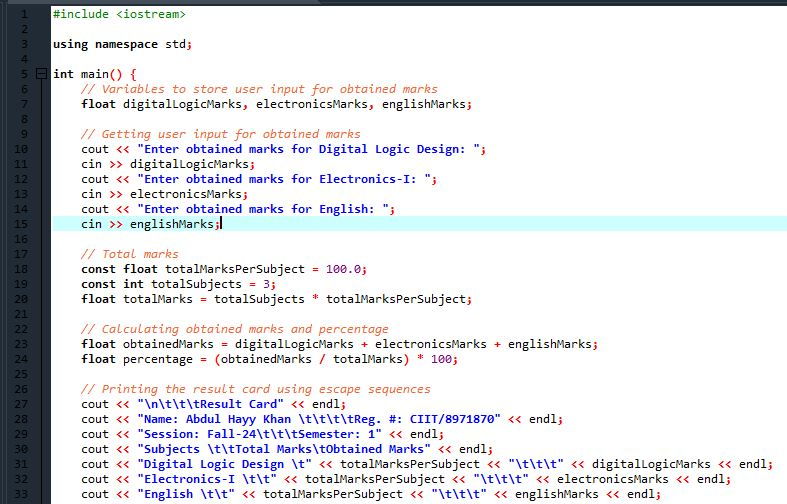 1 #include <iostream>
2
3 using namespace std;
4
5 int main() {
6 // Variables to store user input for obtained marks
7 float digitalLogicMarks, electronicsMarks, englishMarks;
8
9 // Getting user input for obtained marks
10 cout << "Enter obtained marks for Digital Logic Design: ";
11 cin >> digitalLogicMarks;
12 cout << "Enter obtained marks for Electronics-I: ";
13 cin >> electronicsMarks;
14 cout << "Enter obtained marks for English: ";
15 cin >> englishMarks;
16
17 // Total marks
18 const float totalMarksPerSubject = 100.0;
19 const int totalSubjects = 3;
20 float totalMarks = totalSubjects * totalMarksPerSubject;
21
22 // Calculating obtained marks and percentage
23 float obtainedMarks = digitalLogicMarks + electronicsMarks + englishMarks;
24 float percentage = (obtainedMarks / totalMarks) * 100;
25
26 // Printing the result card using escape sequences
27 cout << "\n\t\t\tResult Card" << endl;
28 cout << "Name: Abdul Hayy Khan \t\t\t\tReg. #: CIIT/8971870" << endl;
29 cout << "Session: Fall-24\t\t\tSemester: 1" << endl;
30 cout << "Subjects \t\tTotal Marks\tObtained Marks" << endl;
31 cout << "Digital Logic Design \t" << totalMarksPerSubject << "\t\t\t" << digitalLogicMarks << endl;
32 cout << "Electronics-I \t\t" << totalMarksPerSubject << "\t\t\t" << electronicsMarks << endl;
33 cout << "English \t\t" << totalMarksPerSubject << "\t\t\t" << englishMarks << endl;